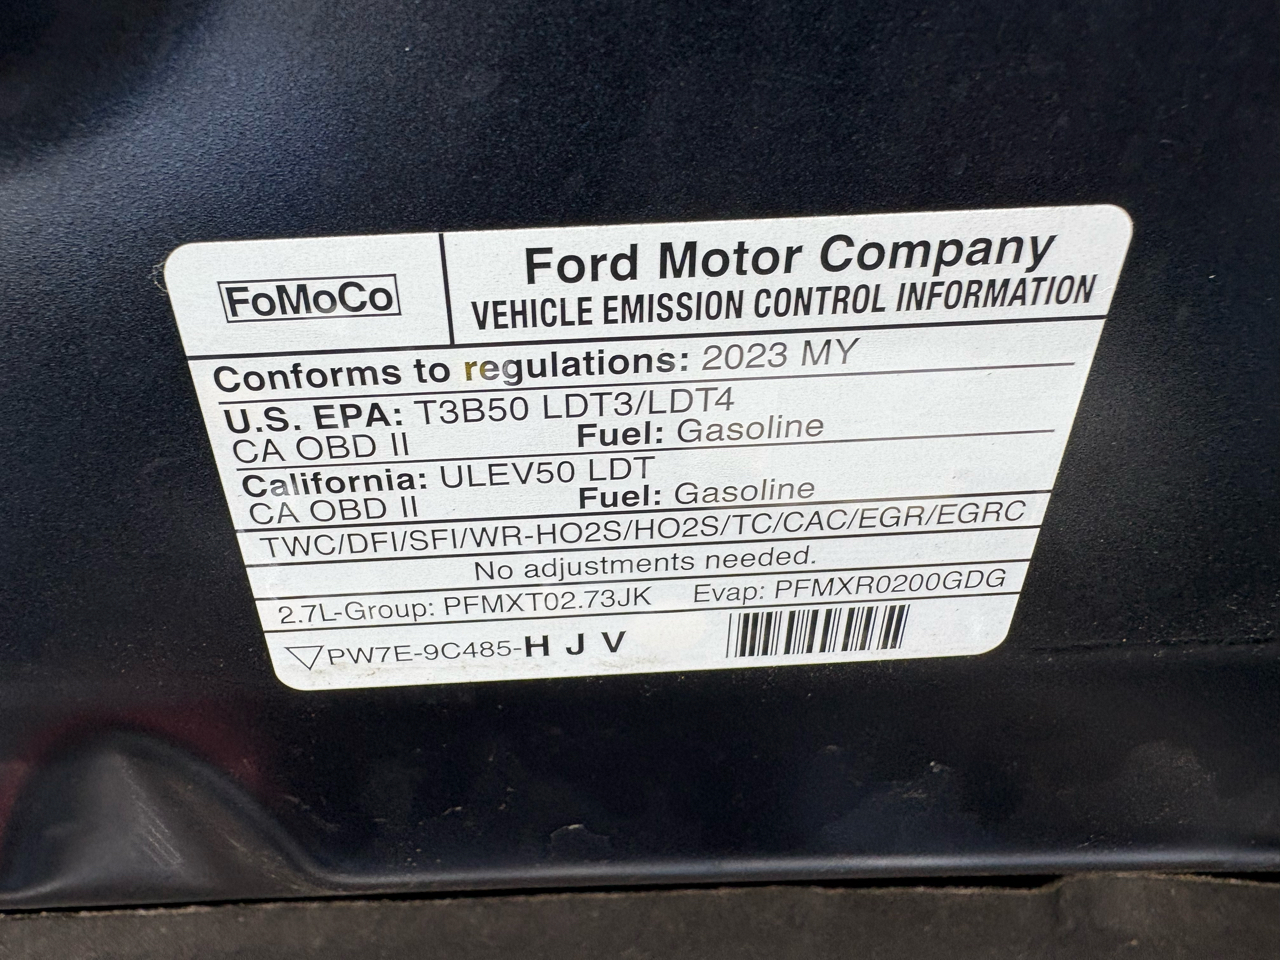 FoMoCo
Ford Motor Company
VEHICLE EMISSION CONTROL INFORMATION
Conforms to regulations: 2023 MY
U.S. EPA: T3B50 LDT3/LDT4
CA OBD II Fuel: Gasoline
California: ULEV50 LDT
CA OBD II Fuel: Gasoline
TWC/DFI/SFI/WR-HO2S/HO2S/TC/CAC/EGR/EGRC
No adjustments needed.
2.7L-Group: PFMXT02.73JK Evap: PFMXR0200GDG
PW7E-9C485-H J V